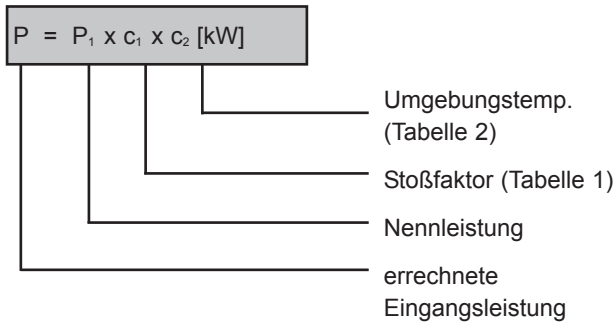 P = P₁ x c₁ x c₂ [kW]
Umgebungstemp.
(Tabelle 2)
Stoßfaktor (Tabelle 1)
Nennleistung
errechnete
Eingangsleistung